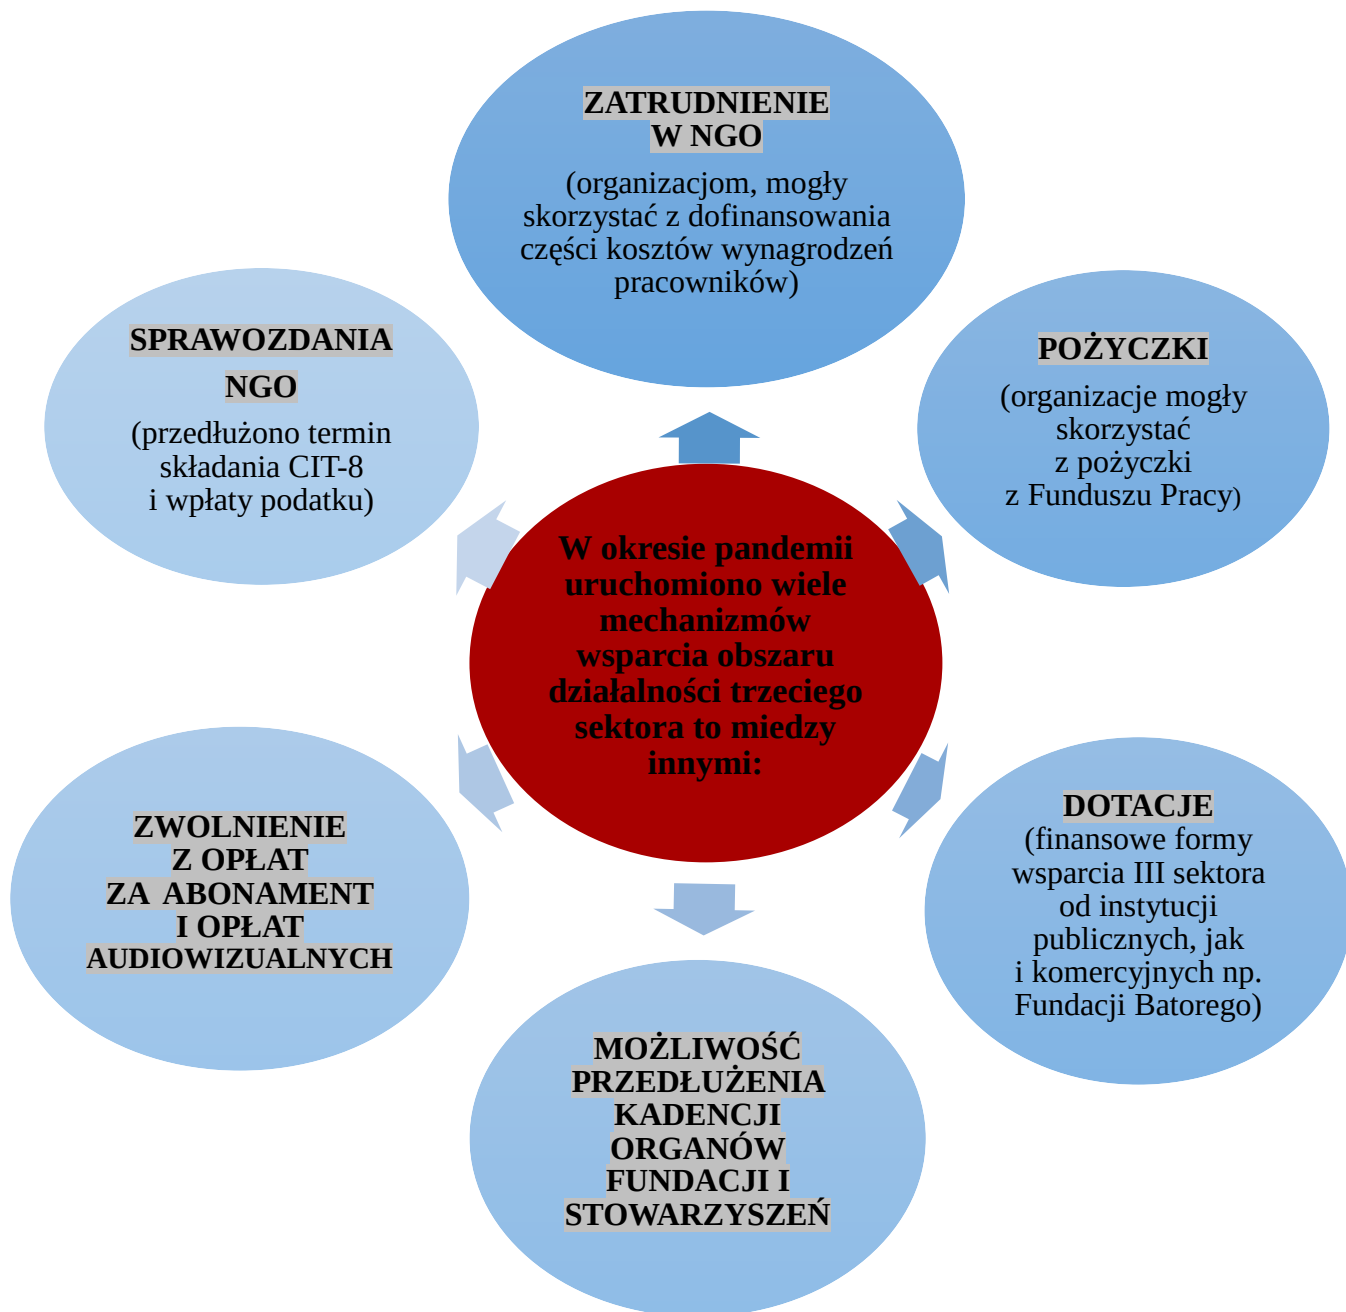 ZATRUDNIENIE
W NGO
(organizacjom, mogły
skorzystać z dofinansowania
części kosztów wynagrodzeń
pracowników)
POŻYCZKI
(organizacje mogły
skorzystać
z pożyczki
z Funduszu Pracy)
DOTACJE
(finansowe formy
wsparcia III sektora
od instytucji
publicznych, jak
i komercyjnych np.
Fundacji Batorego)
MOŻLIWOŚĆ
PRZEDŁUŻENIA
KADENCJI
ORGANÓW
FUNDACJI I
STOWARZYSZEŃ
ZWOLNIENIE
Z OPŁAT
ZA  ABONAMENT
I OPŁAT
AUDIOWIZUALNYCH
SPRAWOZDANIA
NGO
(przedłużono termin
składania CIT-8
i wpłaty podatku)
W okresie pandemii
uruchomiono wiele
mechanizmów
wsparcia obszaru
działalności trzeciego
sektora to miedzy
innymi: